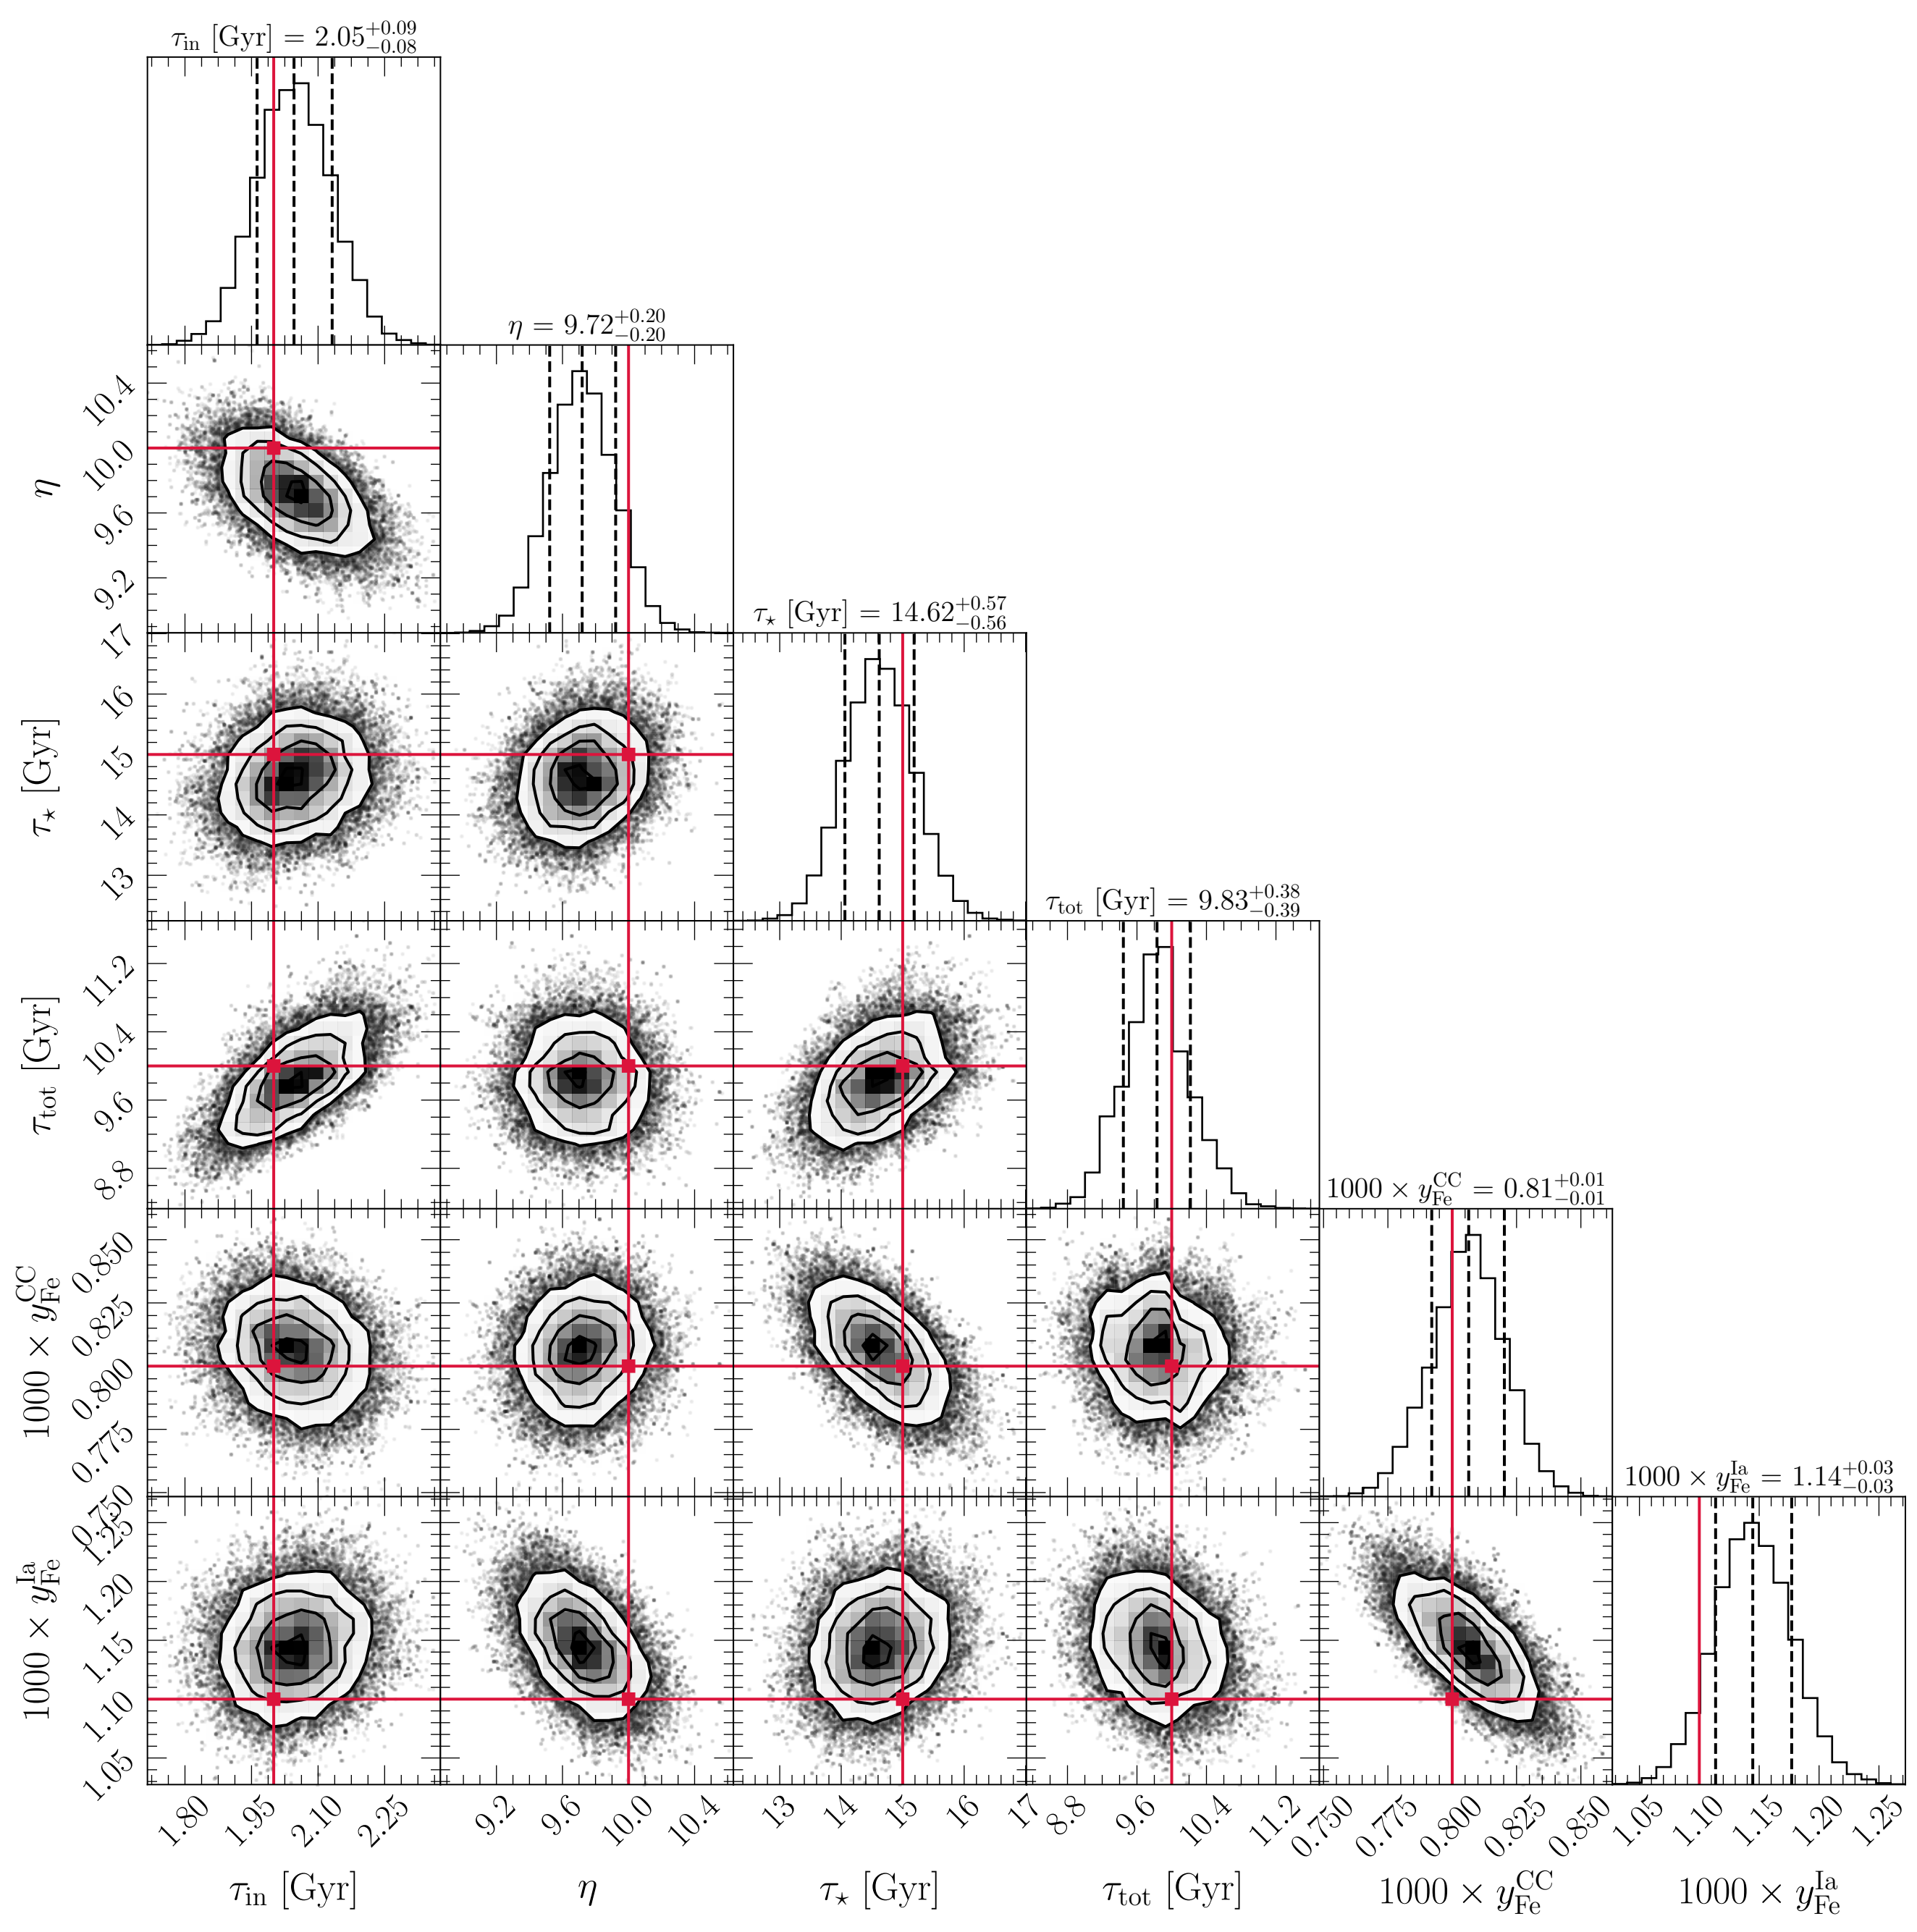 τ_in [Gyr] = 2.05^{+0.09}_{−0.08}
η = 9.72^{+0.20}_{−0.20}
10.4
10.0
9.6
9.2
η
τ_⋆ [Gyr] = 14.62^{+0.57}_{−0.56}
17
16
15
14
13
τ_⋆ [Gyr]
τ_tot [Gyr] = 9.83^{+0.38}_{−0.39}
11.2
10.4
9.6
8.8
τ_tot [Gyr]
1000 × y_Fe^CC = 0.81^{+0.01}_{−0.01}
0.850
0.825
0.800
0.775
0.750
1000 × y_Fe^CC
1000 × y_Fe^Ia = 1.14^{+0.03}_{−0.03}
1.25
1.20
1.15
1.10
1.05
1000 × y_Fe^Ia
1.80 1.95 2.10 2.25 9.2 9.6 10.0 10.4 13 14 15 16 17 8.8 9.6 10.4 11.2 0.750 0.775 0.800 0.825 0.850 1.05 1.10 1.15 1.20 1.25
τ_in [Gyr] η τ_⋆ [Gyr] τ_tot [Gyr] 1000 × y_Fe^CC 1000 × y_Fe^Ia